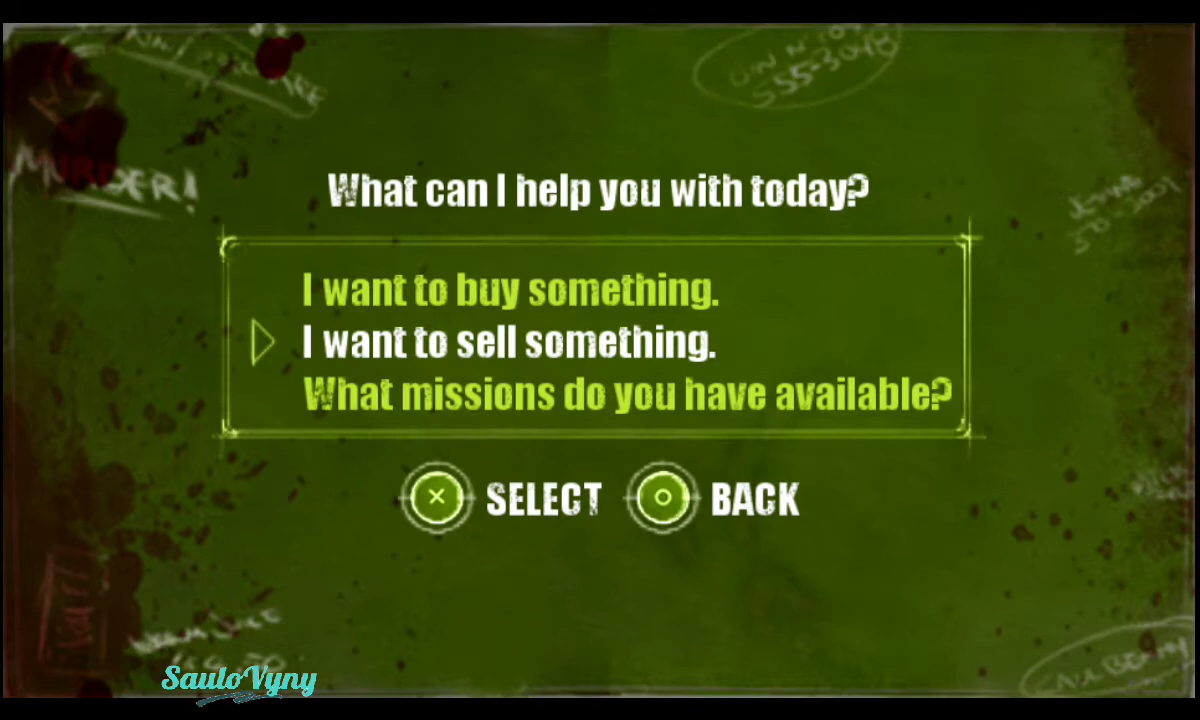 555-3048
MURDER!
What can I help you with today?
I want to buy something.
I want to sell something.
What missions do you have available?
SELECT BACK
SauloVyny